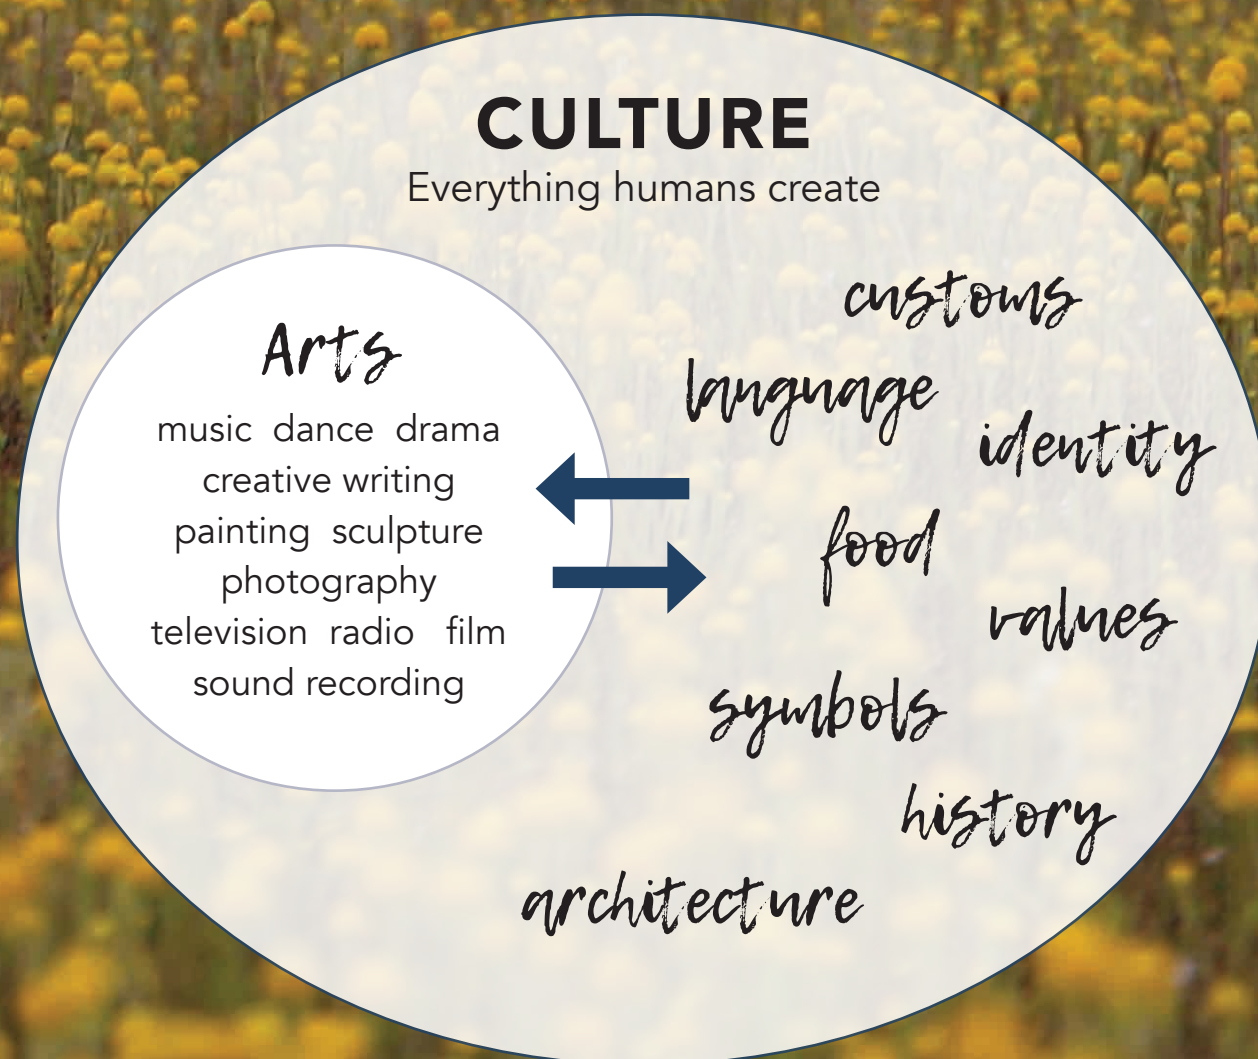 CULTURE
Everything humans create
Arts
music dance drama
creative writing
painting sculpture
photography
television radio film
sound recording
customs
language
identity
food
values
symbols
history
architecture